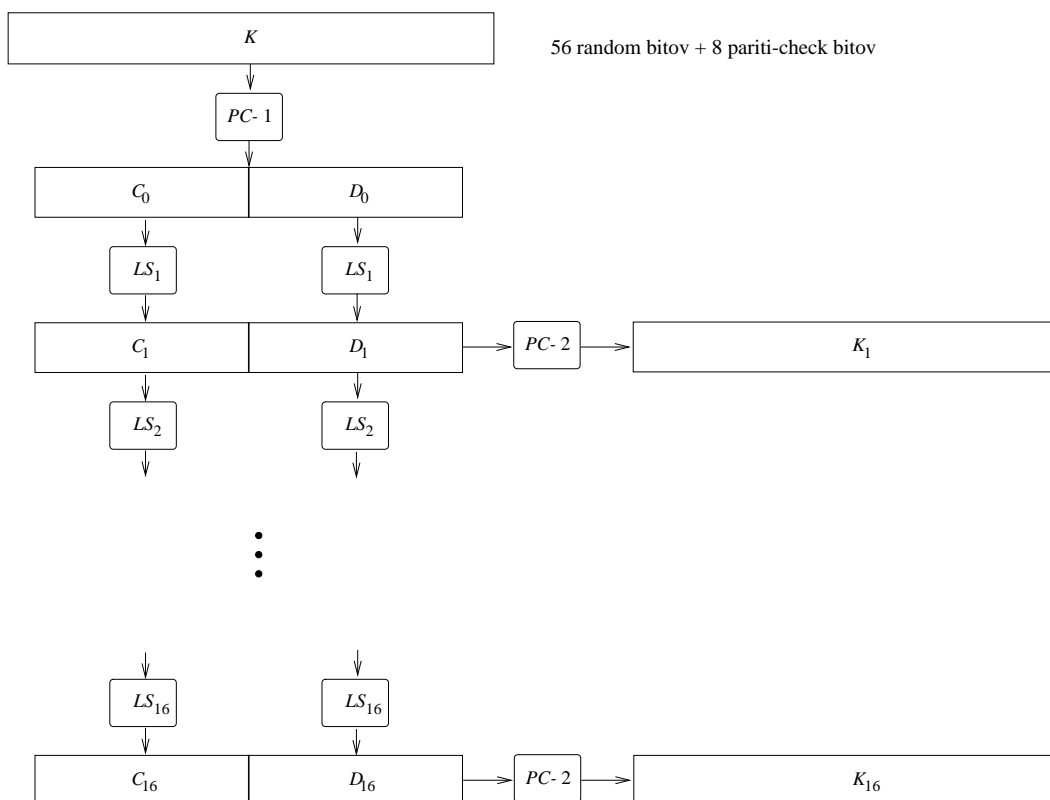 K
56 random bitov + 8 pariti-check bitov
PC- 1
C0 D0
LS1 LS1
C1 D1 PC- 2 K1
LS2 LS2
LS16 LS16
C16 D16 PC- 2 K16